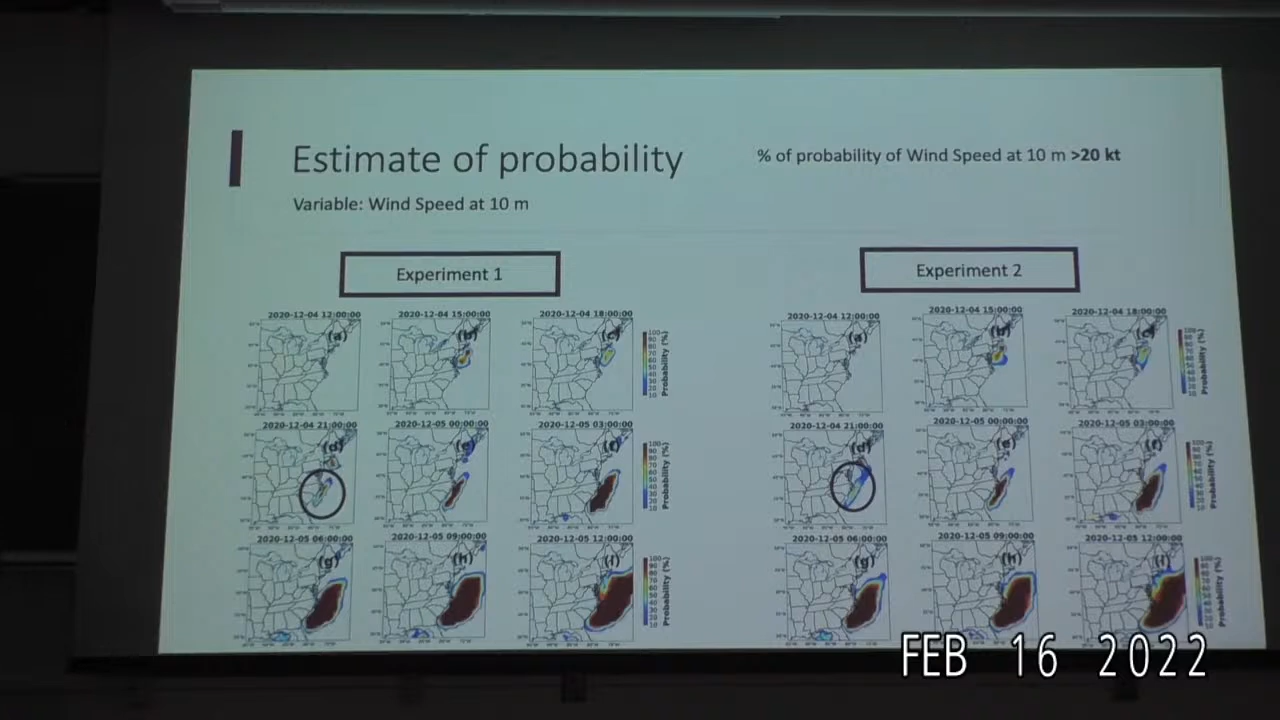 Estimate of probability
% of probability of Wind Speed at 10 m >20 kt
Variable: Wind Speed at 10 m
Experiment 1
Experiment 2
2020-12-04 12:00:00 2020-12-04 15:00:00 2020-12-04 18:00:00
(a) (b) (c)
Probability (%)
2020-12-04 12:00:00 2020-12-04 15:00:00 2020-12-04 18:00:00
(a) (b) (c)
Probability (%)
2020-12-04 21:00:00 2020-12-05 00:00:00 2020-12-05 03:00:00
(d) (e) (f)
Probability (%)
2020-12-04 21:00:00 2020-12-05 00:00:00 2020-12-05 03:00:00
(d) (e) (f)
Probability (%)
2020-12-05 06:00:00 2020-12-05 09:00:00 2020-12-05 12:00:00
(g) (h) (i)
Probability (%)
2020-12-05 06:00:00 2020-12-05 09:00:00 2020-12-05 12:00:00
(g) (h) (i)
Probability (%)
FEB 16 2022